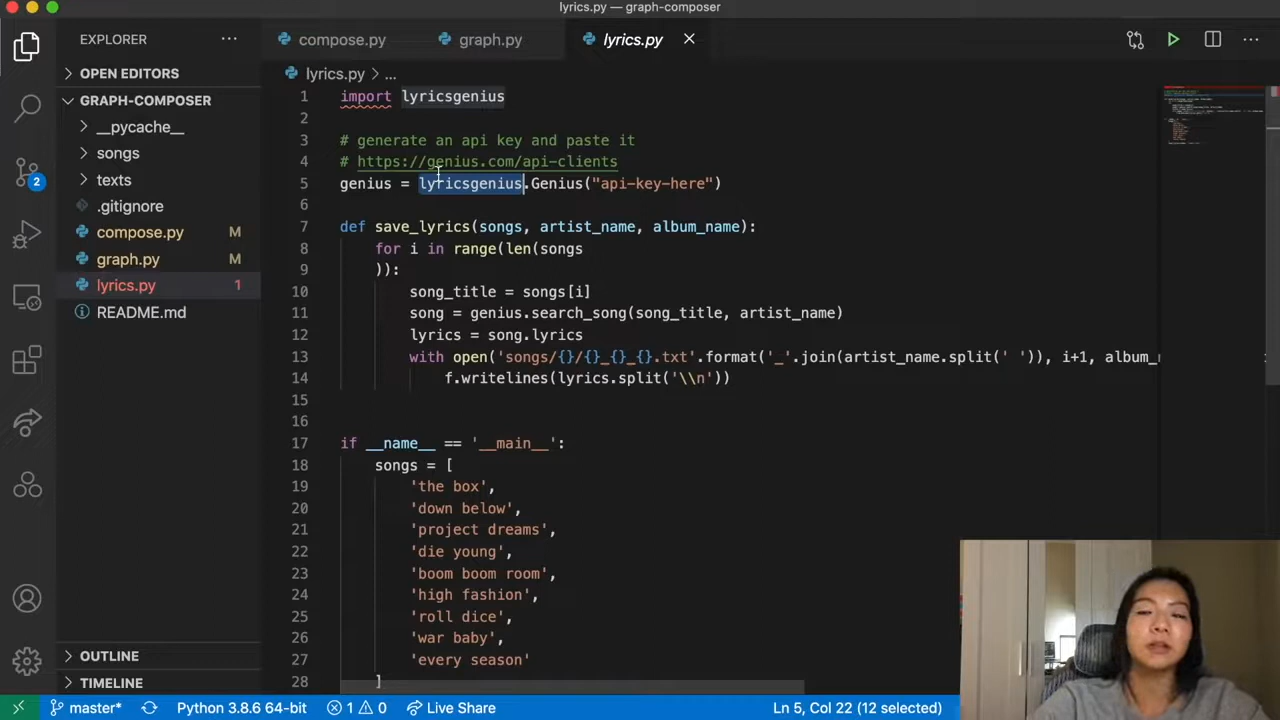 lyrics.py — graph-composer
EXPLORER ···
compose.py graph.py lyrics.py ×
OPEN EDITORS
lyrics.py > ...
GRAPH-COMPOSER
__pycache__
songs
texts
.gitignore
compose.py M
graph.py M
lyrics.py 1
README.md
OUTLINE
TIMELINE
2
1 import lyricsgenius
2
3 # generate an api key and paste it
4 # https://genius.com/api-clients
5 genius = lyricsgenius.Genius("api-key-here")
6
7 def save_lyrics(songs, artist_name, album_name):
8 for i in range(len(songs
9 )):
10 song_title = songs[i]
11 song = genius.search_song(song_title, artist_name)
12 lyrics = song.lyrics
13 with open('songs/{}/{}_{}_{}.txt'.format('_'.join(artist_name.split(' ')), i+1, album_
14 f.writelines(lyrics.split('\\n'))
15
16
17 if __name__ == '__main__':
18 songs = [
19 'the box',
20 'down below',
21 'project dreams',
22 'die young',
23 'boom boom room',
24 'high fashion',
25 'roll dice',
26 'war baby',
27 'every season'
28 ]
master* Python 3.8.6 64-bit 1 0 Live Share Ln 5, Col 22 (12 selected)